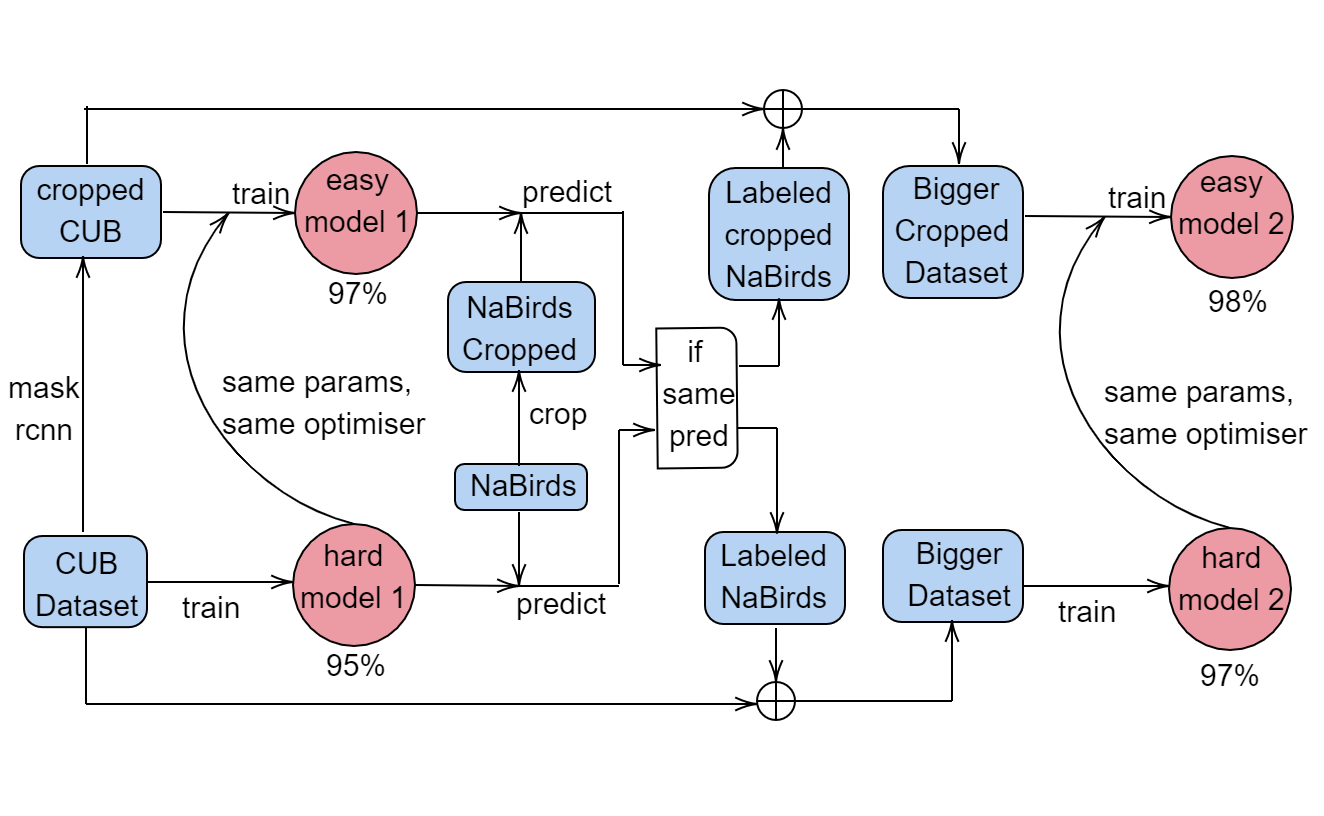 cropped
CUB
train
easy
model 1
97%
predict
NaBirds
Cropped
crop
NaBirds
mask
rcnn
same params,
same optimiser
CUB
Dataset
train
hard
model 1
95%
predict
if
same
pred
Labeled
cropped
NaBirds
Labeled
NaBirds
Bigger
Cropped
Dataset
train
easy
model 2
98%
same params,
same optimiser
Bigger
Dataset
train
hard
model 2
97%